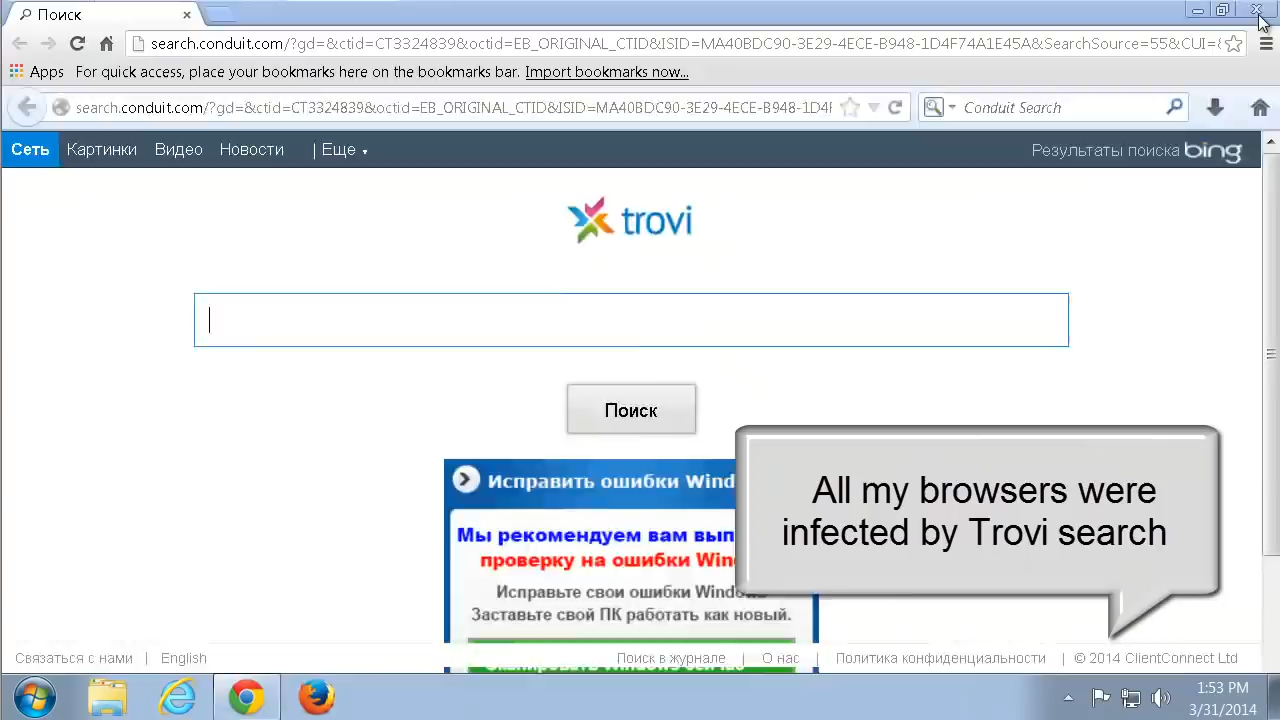 Поиск
search.conduit.com/?gd=&ctid=CT3324839&octid=EB_ORIGINAL_CTID&ISID=MA40BDC90-3E29-4ECE-B948-1D4F74A1E45A&SearchSource=55&CUI=
Apps For quick access, place your bookmarks here on the bookmarks bar. Import bookmarks now...
search.conduit.com/?gd=&ctid=CT3324839&octid=EB_ORIGINAL_CTID&ISID=MA40BDC90-3E29-4ECE-B948-1D4F Conduit Search
Сеть Картинки Видео Новости | Еще Результаты поиска bing
trovi
Поиск
Исправить ошибки Wind
Мы рекомендуем вам вып
проверку на ошибки Win
Исправьте свои ошибки Windows.
Заставьте свой ПК работать как новый.
All my browsers were
infected by Trovi search
Связаться с нами | English Поиск в журнале | О нас | Политика конфиденциальности | © 2014 ClientConnect Ltd
1:53 PM
3/31/2014